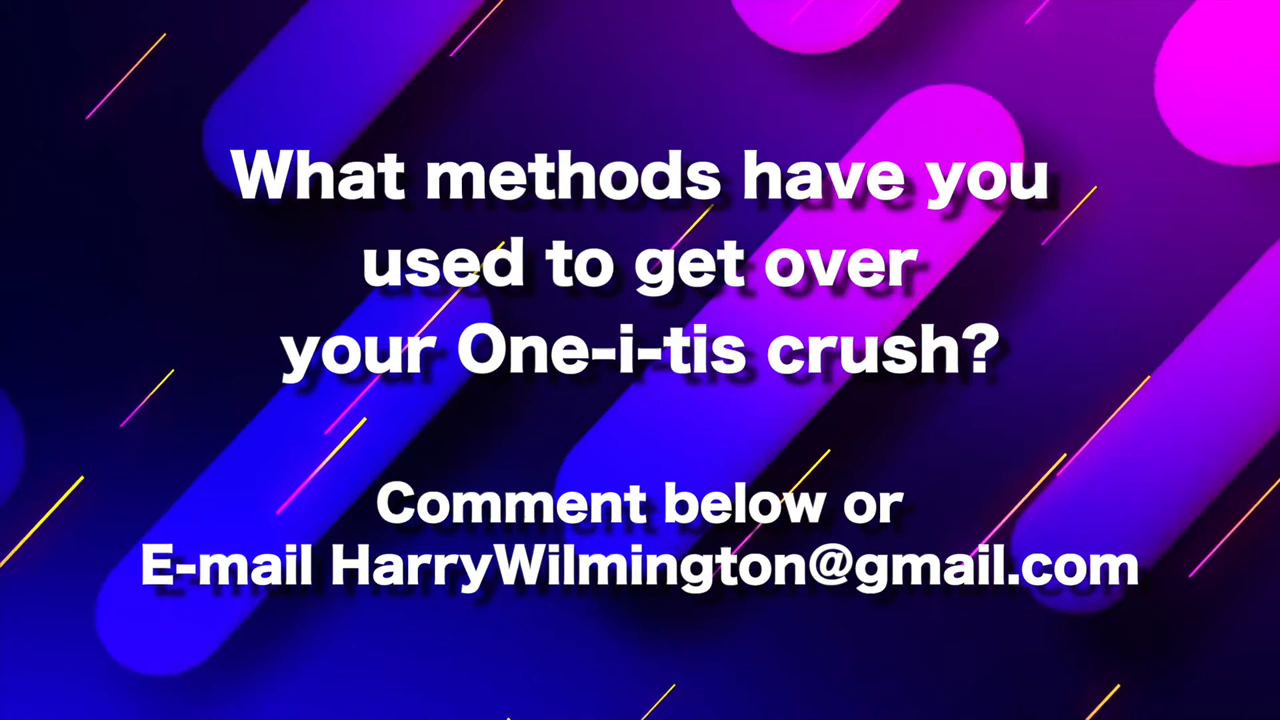 What methods have you
used to get over
your One-i-tis crush?
Comment below or
E-mail HarryWilmington@gmail.com